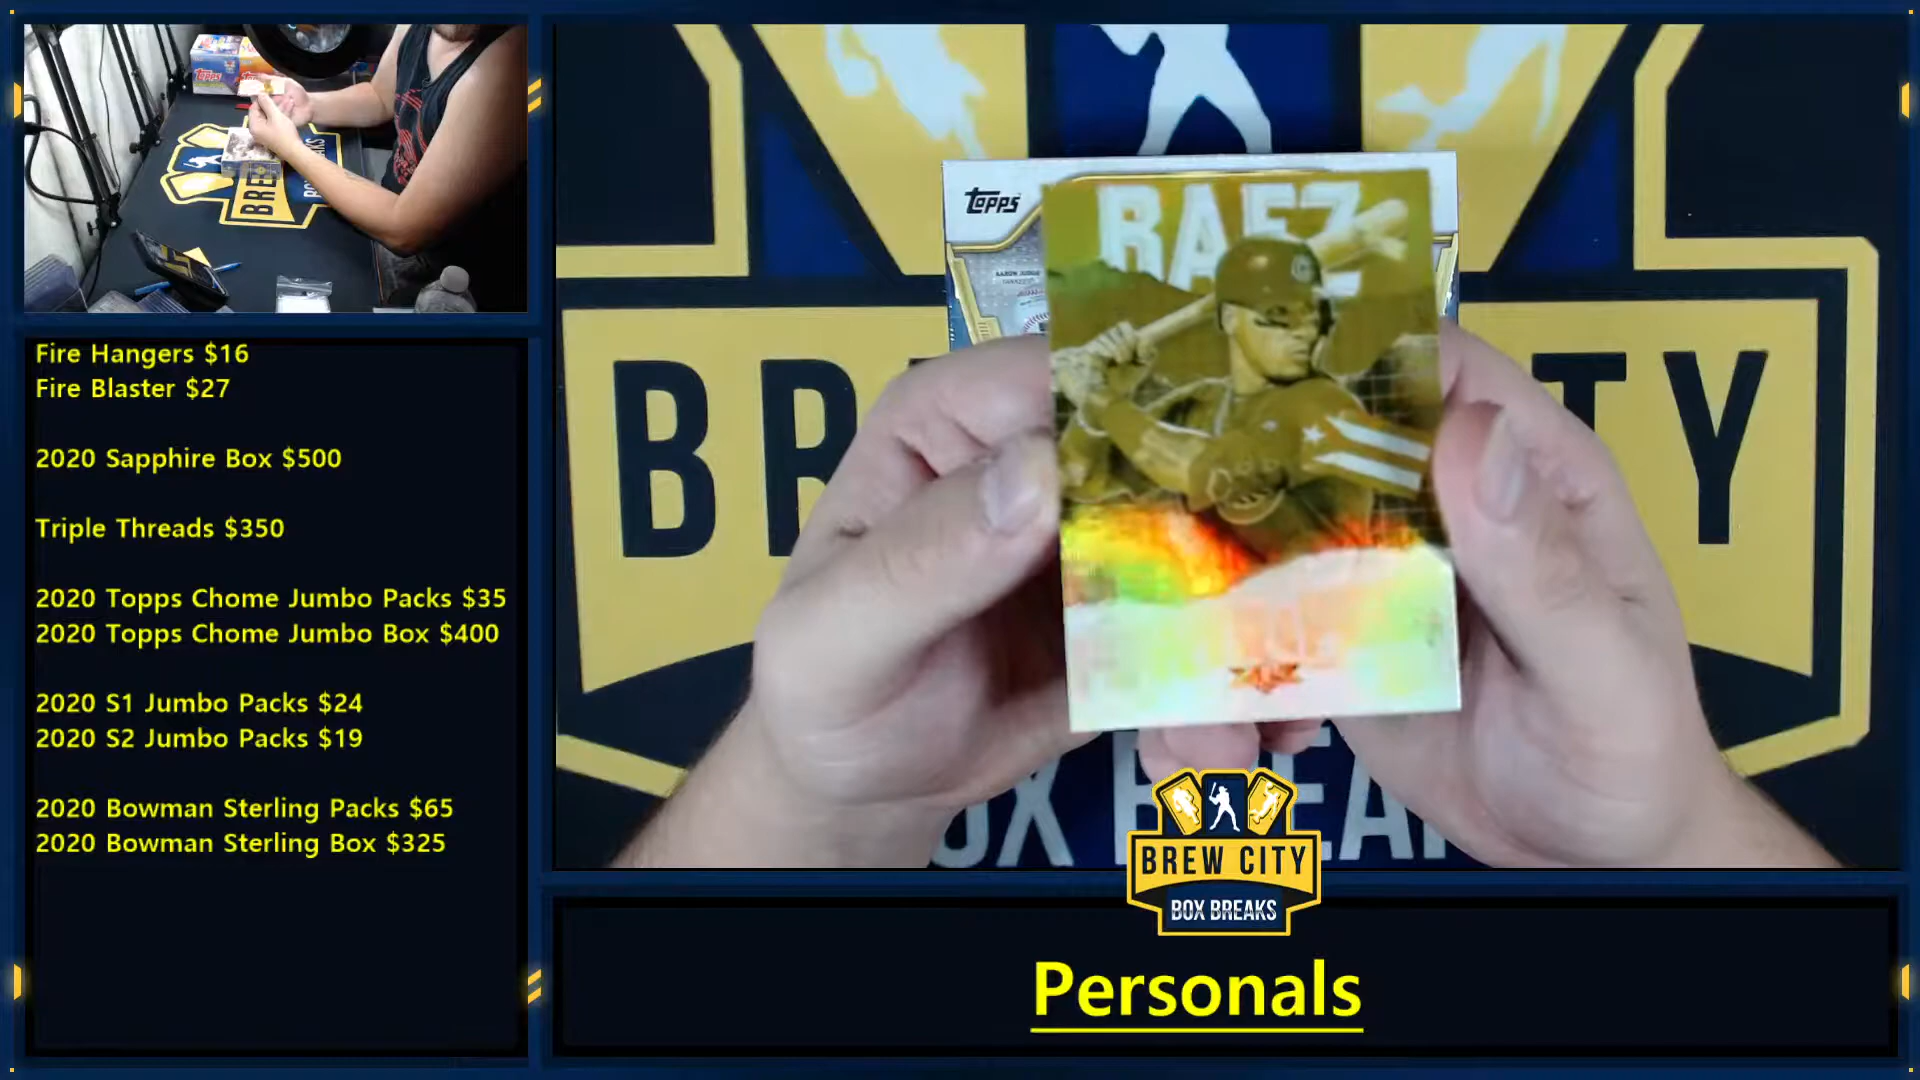 Fire Hangers $16
Fire Blaster $27
2020 Sapphire Box $500
Triple Threads $350
2020 Topps Chome Jumbo Packs $35
2020 Topps Chome Jumbo Box $400
2020 S1 Jumbo Packs $24
2020 S2 Jumbo Packs $19
2020 Bowman Sterling Packs $65
2020 Bowman Sterling Box $325
Topps
BAEZ
AARON JUDGE
BREW CITY
BOX BREAKS
Personals